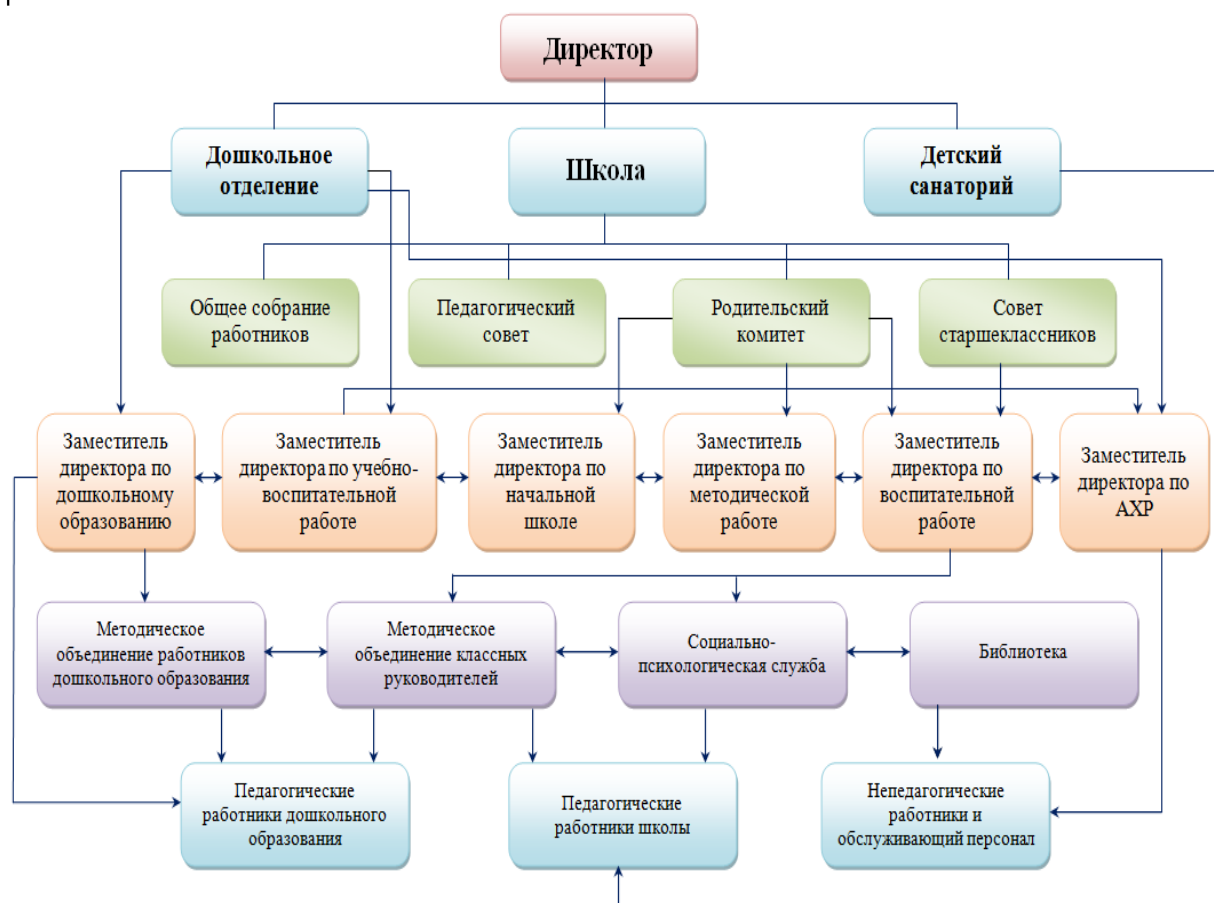 Директор
Дошкольное
отделение
Школа
Детский
санаторий
Общее собрание
работников
Педагогический
совет
Родительский
комитет
Совет
старшеклассников
Заместитель
директора по
дошкольному
образованию
Заместитель
директора по учебно-
воспитательной
работе
Заместитель
директора по
начальной
школе
Заместитель
директора по
методической
работе
Заместитель
директора по
воспитательной
работе
Заместитель
директора по
АХР
Методическое
объединение работников
дошкольного образования
Методическое
объединение классных
руководителей
Социально-
психологическая служба
Библиотека
Педагогические
работники дошкольного
образования
Педагогические
работники школы
Непедагогические
работники и
обслуживающий персонал